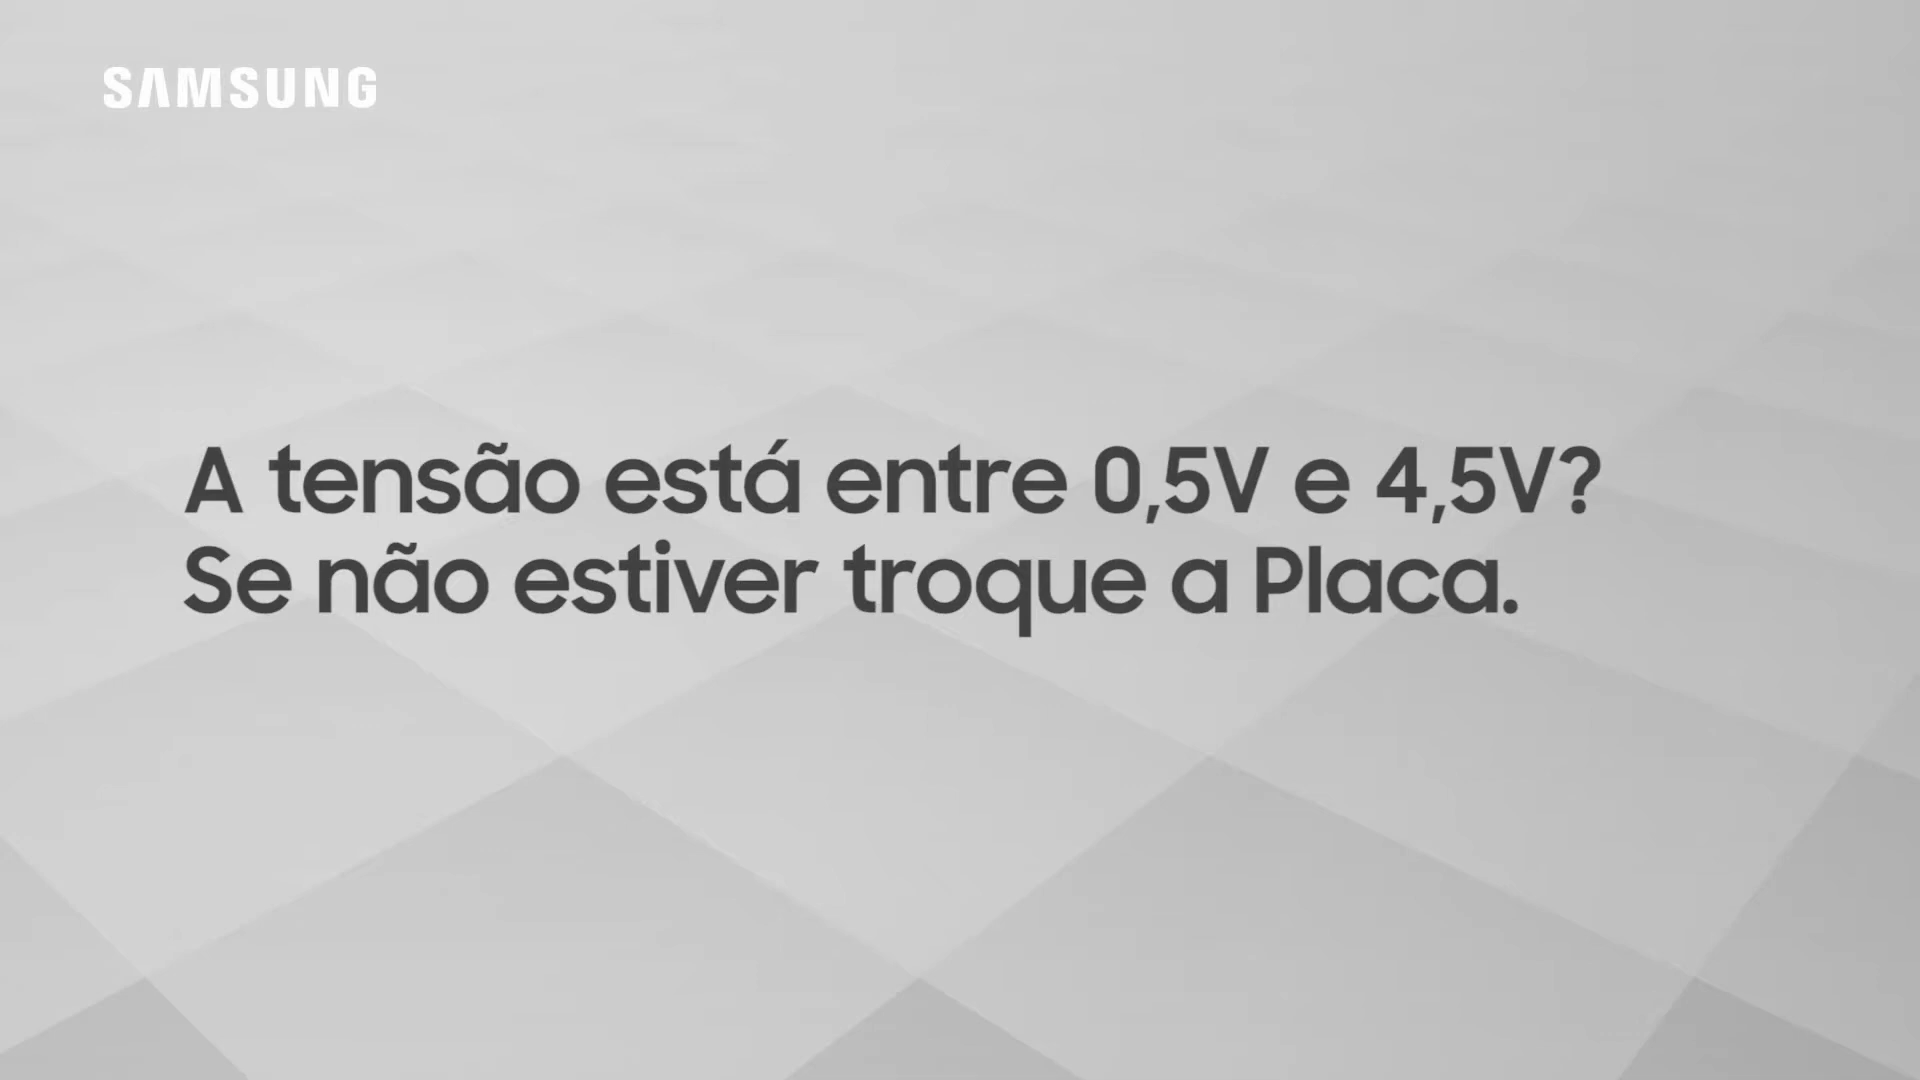 SAMSUNG
A tensão está entre 0,5V e 4,5V?
Se não estiver troque a Placa.